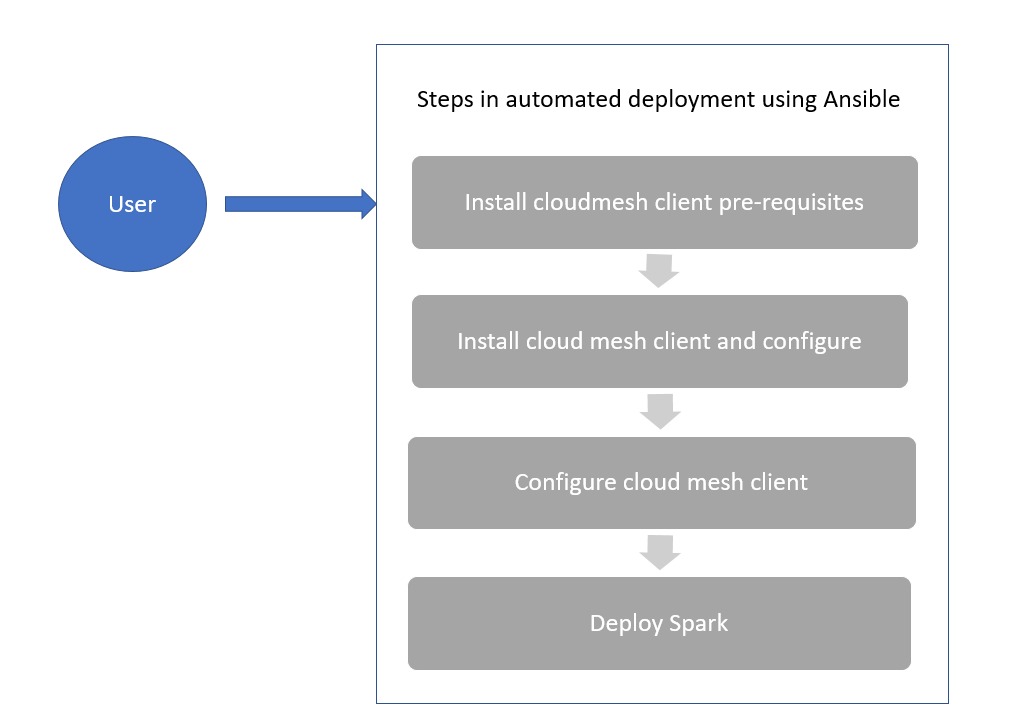 Steps in automated deployment using Ansible
User
Install cloudmesh client pre-requisites
Install cloud mesh client and configure
Configure cloud mesh client
Deploy Spark